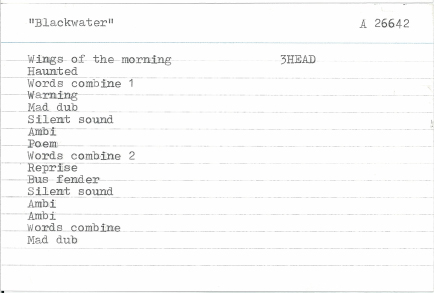 "Blackwater" A 26642
Wings of the morning 3HEAD
Haunted
Words combine 1
Warning
Mad dub
Silent sound
Ambi
Poem
Words combine 2
Reprise
Bus fender
Silent sound
Ambi
Ambi
Words combine
Mad dub